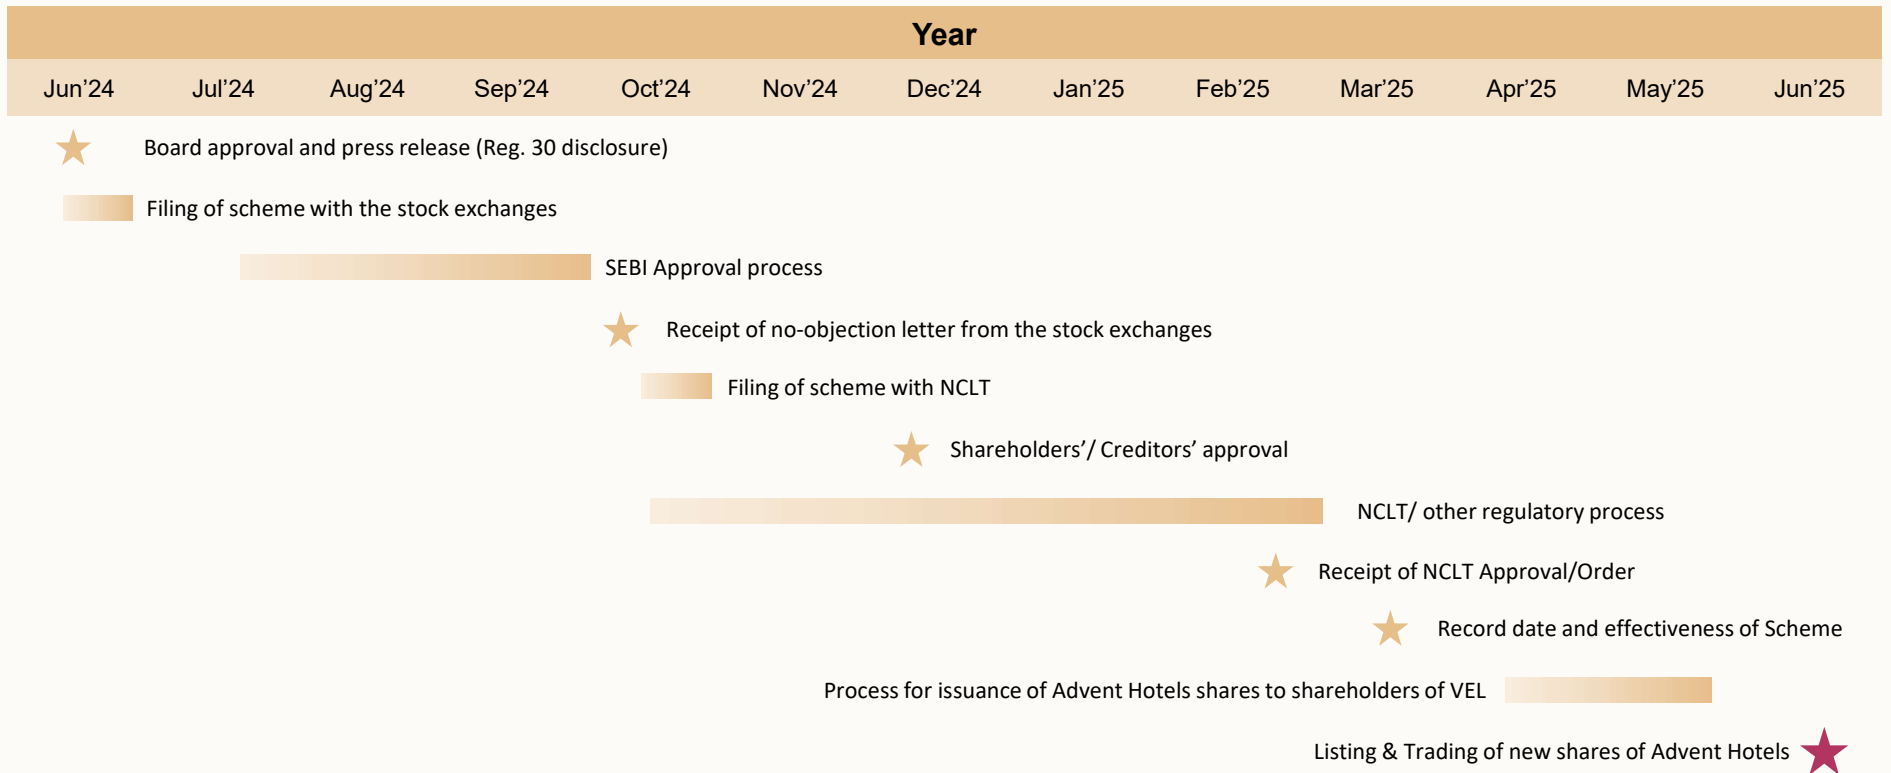 Year
Jun’24 Jul’24 Aug’24 Sep’24 Oct’24 Nov’24 Dec’24 Jan’25 Feb’25 Mar’25 Apr’25 May’25 Jun’25
Board approval and press release (Reg. 30 disclosure)
Filing of scheme with the stock exchanges
SEBI Approval process
Receipt of no-objection letter from the stock exchanges
Filing of scheme with NCLT
Shareholders’/ Creditors’ approval
NCLT/ other regulatory process
Receipt of NCLT Approval/Order
Record date and effectiveness of Scheme
Process for issuance of Advent Hotels shares to shareholders of VEL
Listing & Trading of new shares of Advent Hotels